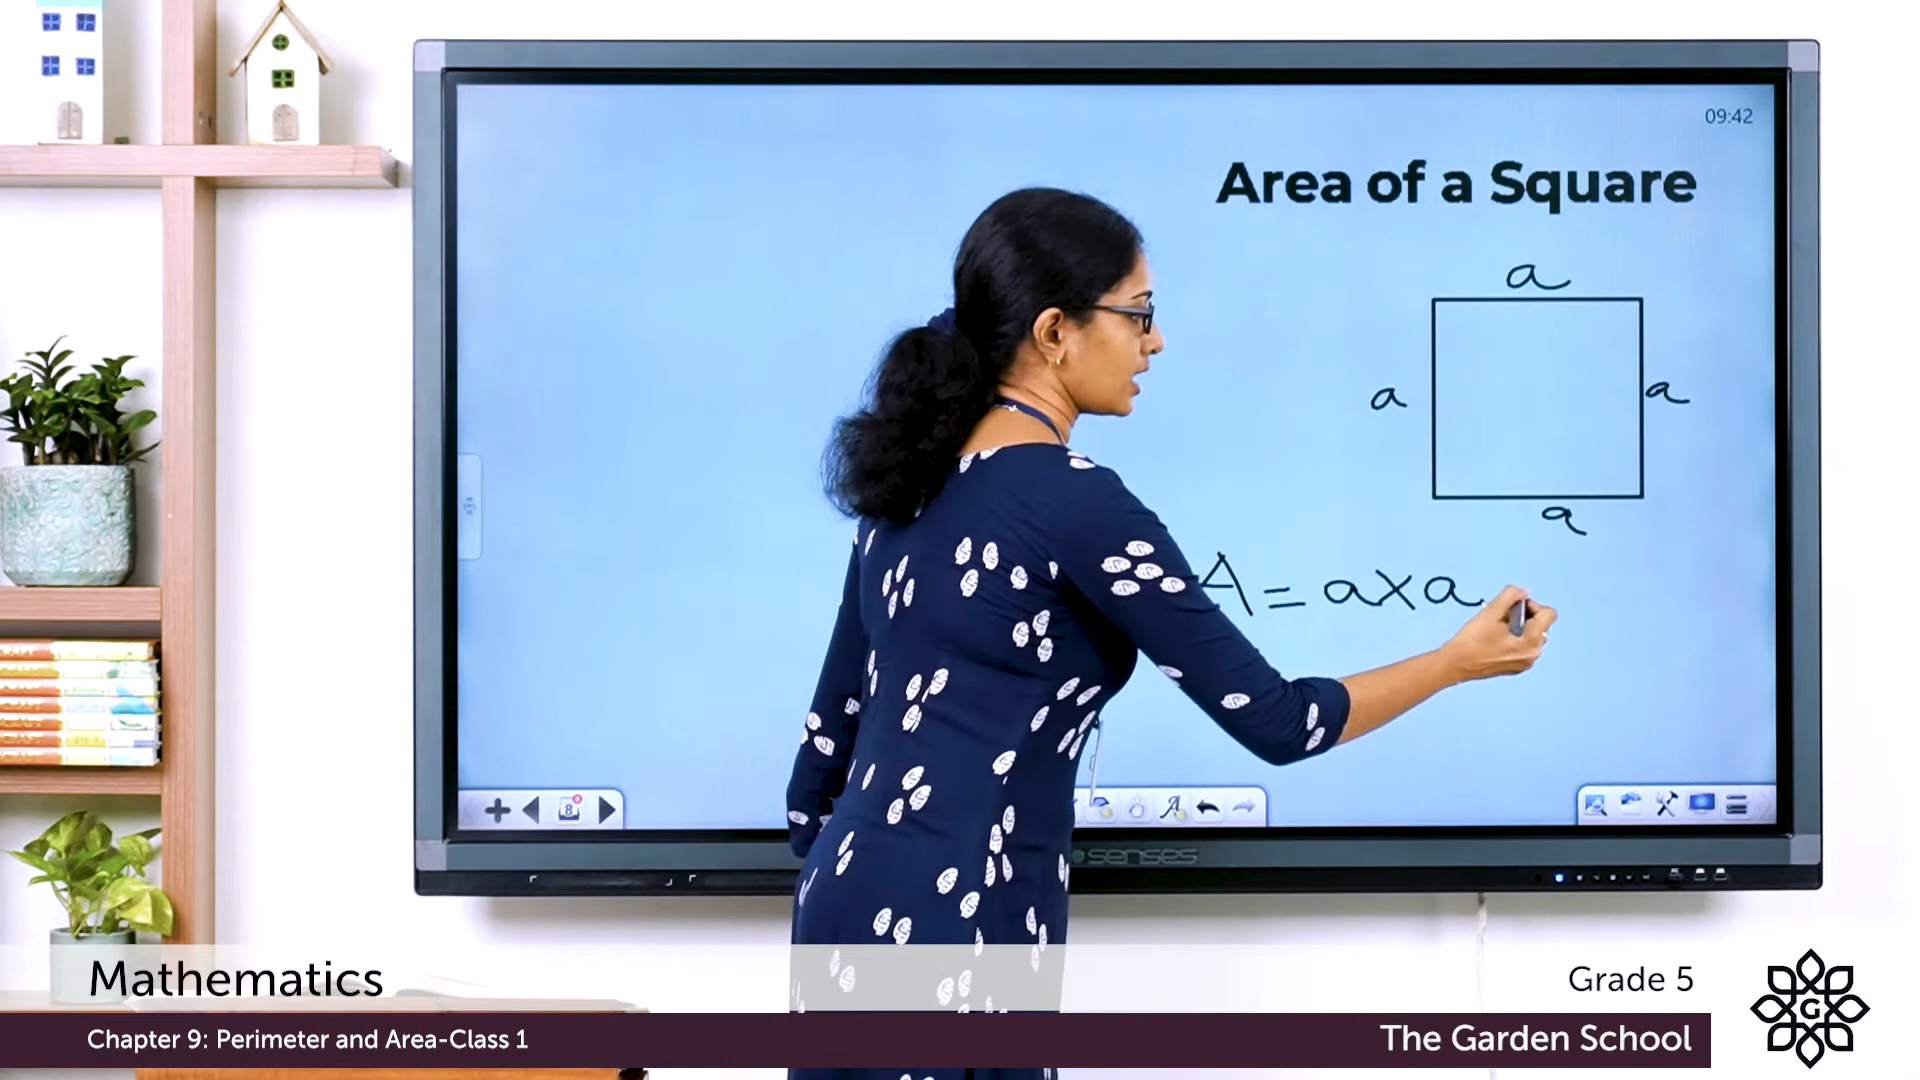 09:42
Area of a Square
a
a
a
a
A = a×a
8
senses
Mathematics
Grade 5
Chapter 9: Perimeter and Area-Class 1
The Garden School
G